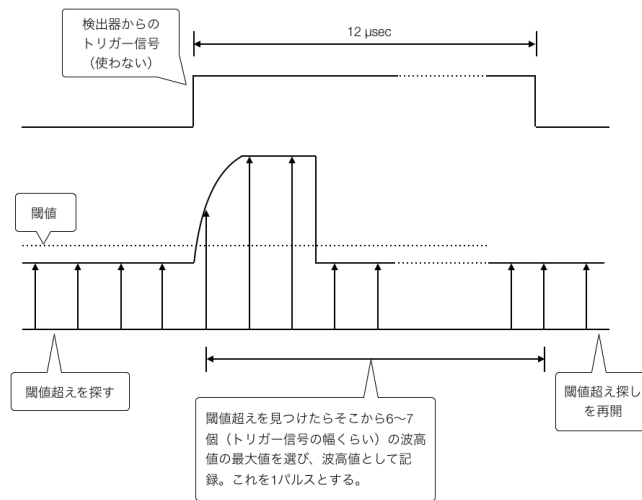 検出器からの
トリガー信号
（使わない）
12 μsec
閾値
閾値超えを探す
閾値超えを見つけたらそこから6〜7
個（トリガー信号の幅くらい）の波高
値の最大値を選び、波高値として記
録。これを1パルスとする。
閾値超え探し
を再開